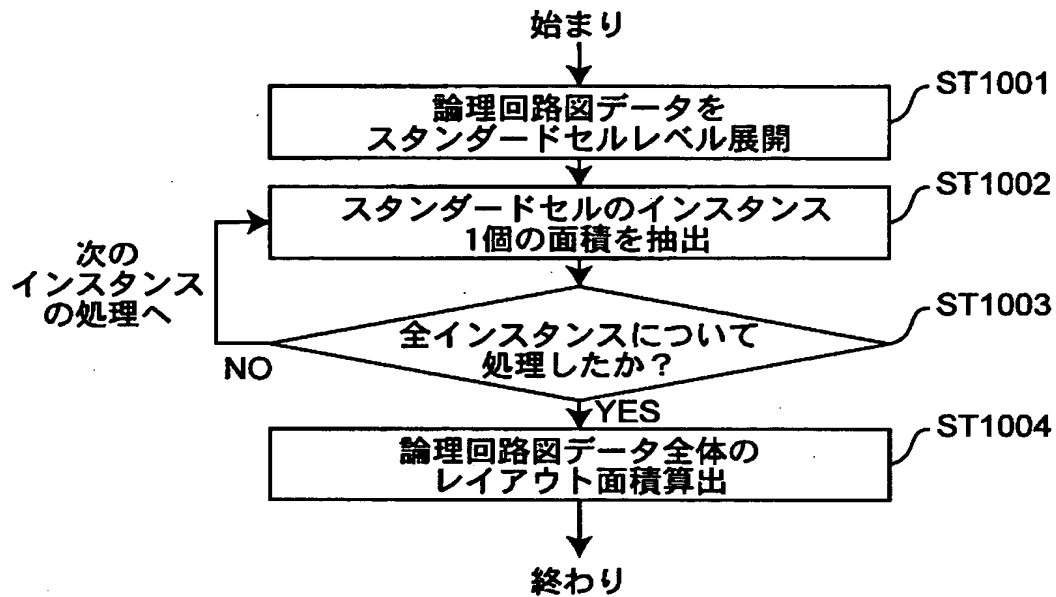 始まり
ST1001
論理回路図データを
スタンダードセルレベル展開
ST1002
スタンダードセルのインスタンス
1個の面積を抽出
次の
インスタンス
の処理へ
ST1003
全インスタンスについて
処理したか？
NO
YES
ST1004
論理回路図データ全体の
レイアウト面積算出
終わり